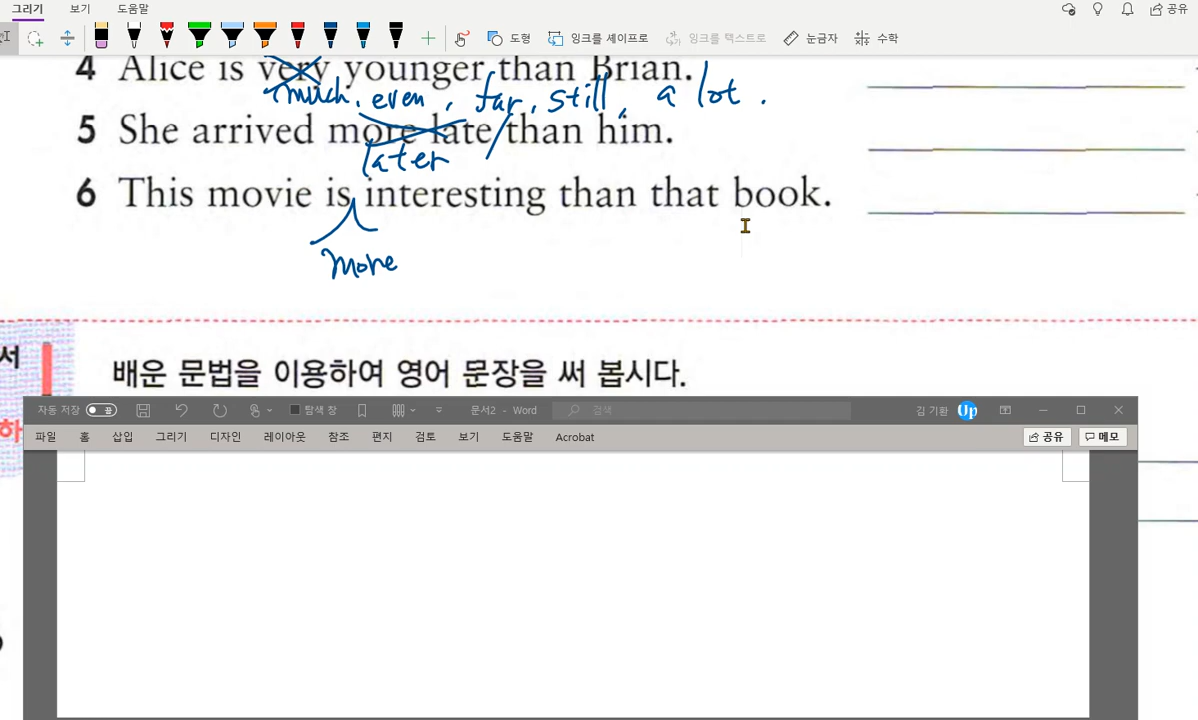 그리기 보기 도움말 공유
도형 잉크를 셰이프로 잉크를 텍스트로 눈금자 수학
4 Alice is very younger than Brian.
much, even, far, still, a lot.
5 She arrived more late than him.
later
6 This movie is interesting than that book.
more
서
배운 문법을 이용하여 영어 문장을 써 봅시다.
하
자동 저장 끔 탐색 창 문서2 - Word 검색 김 기환 Up
파일 홈 삽입 그리기 디자인 레이아웃 참조 편지 검토 보기 도움말 Acrobat 공유 메모